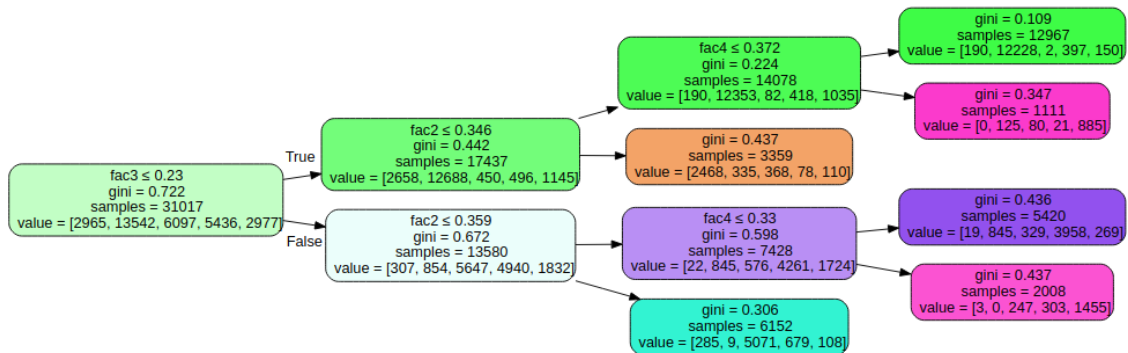 fac3 ≤ 0.23
gini = 0.722
samples = 31017
value = [2965, 13542, 6097, 5436, 2977]
True
False
fac2 ≤ 0.346
gini = 0.442
samples = 17437
value = [2658, 12688, 450, 496, 1145]
fac2 ≤ 0.359
gini = 0.672
samples = 13580
value = [307, 854, 5647, 4940, 1832]
fac4 ≤ 0.372
gini = 0.224
samples = 14078
value = [190, 12353, 82, 418, 1035]
gini = 0.437
samples = 3359
value = [2468, 335, 368, 78, 110]
fac4 ≤ 0.33
gini = 0.598
samples = 7428
value = [22, 845, 576, 4261, 1724]
gini = 0.306
samples = 6152
value = [285, 9, 5071, 679, 108]
gini = 0.109
samples = 12967
value = [190, 12228, 2, 397, 150]
gini = 0.347
samples = 1111
value = [0, 125, 80, 21, 885]
gini = 0.436
samples = 5420
value = [19, 845, 329, 3958, 269]
gini = 0.437
samples = 2008
value = [3, 0, 247, 303, 1455]